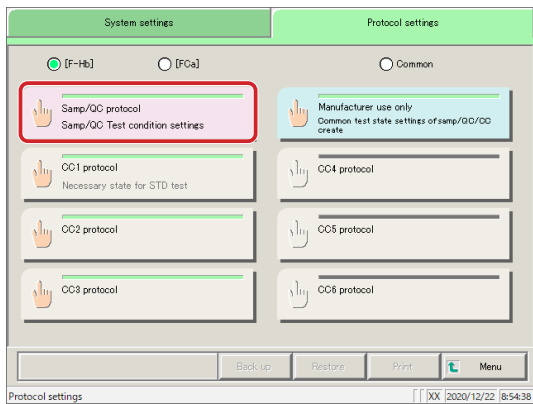 System settings
Protocol settings
[F-Hb]
[FCa]
Common
Samp/QC protocol
Samp/QC Test condition settings
Manufacturer use only
Common test state settings ofsamp/QC/CC
create
CC1 protocol
Necessary state for STD test
CC4 protocol
CC2 protocol
CC5 protocol
CC3 protocol
CC6 protocol
Back up
Restore
Print
Menu
Protocol settings
XX
2020/12/22
8:54:38